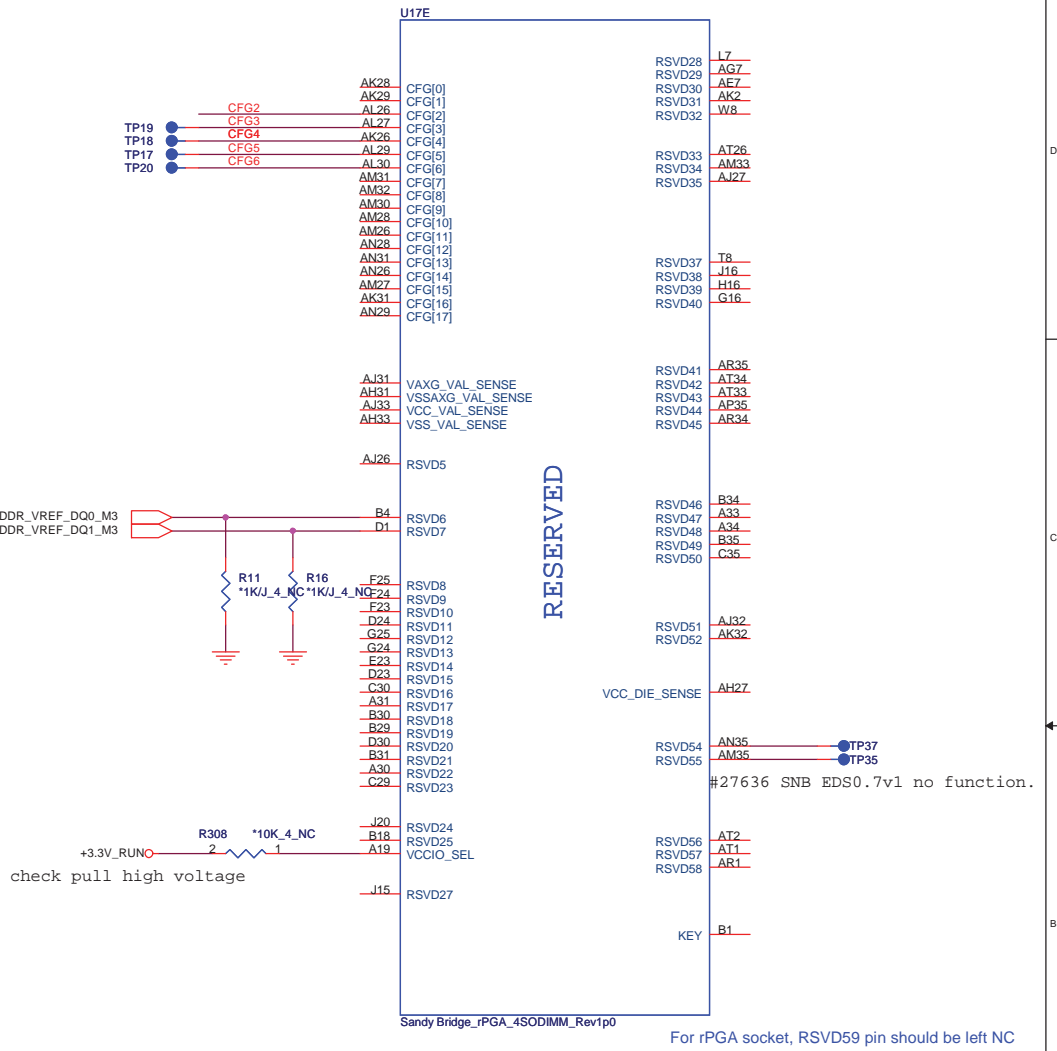 U17E
AK28 CFG[0]
AK29 CFG[1]
CFG2 AL26 CFG[2]
TP19 CFG3 AL27 CFG[3]
TP18 CFG4 AK26 CFG[4]
TP17 CFG5 AL29 CFG[5]
TP20 CFG6 AL30 CFG[6]
AM31 CFG[7]
AM32 CFG[8]
AM30 CFG[9]
AM28 CFG[10]
AM26 CFG[11]
AN28 CFG[12]
AN31 CFG[13]
AN26 CFG[14]
AM27 CFG[15]
AK31 CFG[16]
AN29 CFG[17]
AJ31 VAXG_VAL_SENSE
AH31 VSSAXG_VAL_SENSE
AJ33 VCC_VAL_SENSE
AH33 VSS_VAL_SENSE
AJ26 RSVD5
DDR_VREF_DQ0_M3 B4 RSVD6
DDR_VREF_DQ1_M3 D1 RSVD7
R11 *1K/J_4_NC
R16 *1K/J_4_NC
F25 RSVD8
F24 RSVD9
F23 RSVD10
D24 RSVD11
G25 RSVD12
G24 RSVD13
E23 RSVD14
D23 RSVD15
C30 RSVD16
A31 RSVD17
B30 RSVD18
B29 RSVD19
D30 RSVD20
B31 RSVD21
A30 RSVD22
C29 RSVD23
J20 RSVD24
B18 RSVD25
R308 *10K_4_NC
+3.3V_RUN 2 1 A19 VCCIO_SEL
check pull high voltage
J15 RSVD27
RESERVED
RSVD28 L7
RSVD29 AG7
RSVD30 AE7
RSVD31 AK2
RSVD32 W8
RSVD33 AT26
RSVD34 AM33
RSVD35 AJ27
RSVD37 T8
RSVD38 J16
RSVD39 H16
RSVD40 G16
RSVD41 AR35
RSVD42 AT34
RSVD43 AT33
RSVD44 AP35
RSVD45 AR34
RSVD46 B34
RSVD47 A33
RSVD48 A34
RSVD49 B35
RSVD50 C35
RSVD51 AJ32
RSVD52 AK32
VCC_DIE_SENSE AH27
RSVD54 AN35 TP37
RSVD55 AM35 TP35
#27636 SNB EDS0.7v1 no function.
RSVD56 AT2
RSVD57 AT1
RSVD58 AR1
KEY B1
Sandy Bridge_rPGA_4SODIMM_Rev1p0
For rPGA socket, RSVD59 pin should be left NC
D
C
B